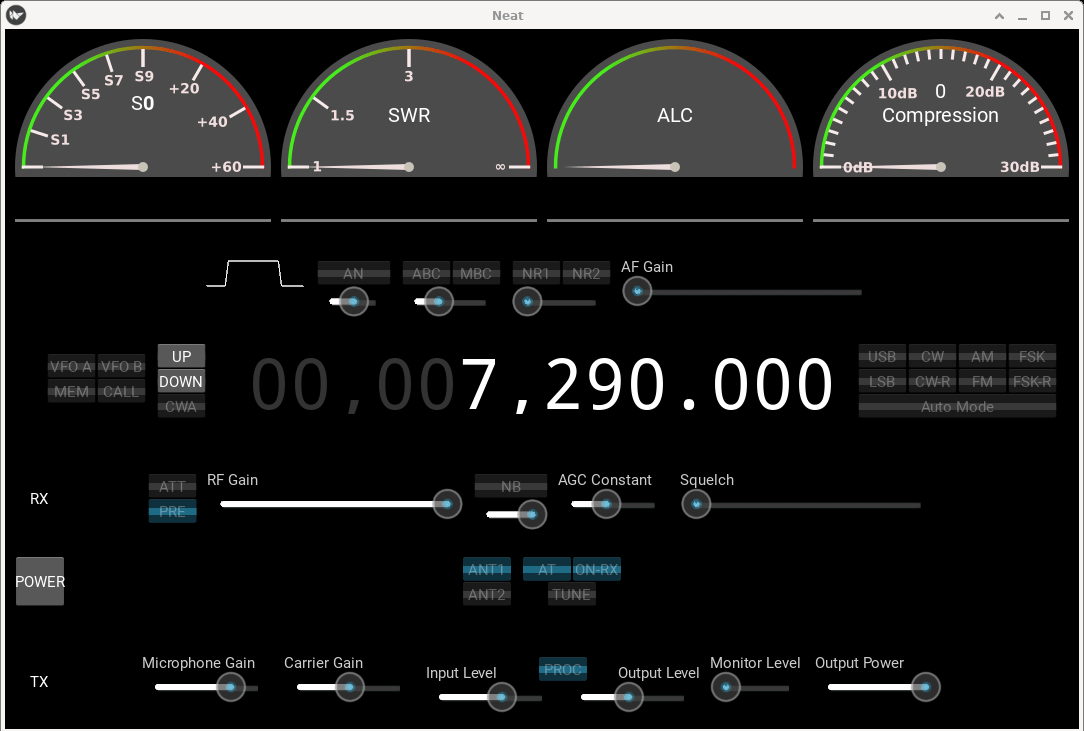 Neat
S1 S3 S5 S7 S9 +20 +40 +60
S0
1 1.5 3 ∞
SWR
ALC
0dB 10dB 20dB 30dB
0
Compression
AN ABC MBC NR1 NR2 AF Gain
VFO A VFO B UP USB CW AM FSK
MEM CALL DOWN 00,007,290.000 LSB CW-R FM FSK-R
CWA Auto Mode
RX ATT RF Gain NB AGC Constant Squelch
PRE
POWER ANT1 AT ON-RX
ANT2 TUNE
TX Microphone Gain Carrier Gain Input Level PROC Output Level Monitor Level Output Power